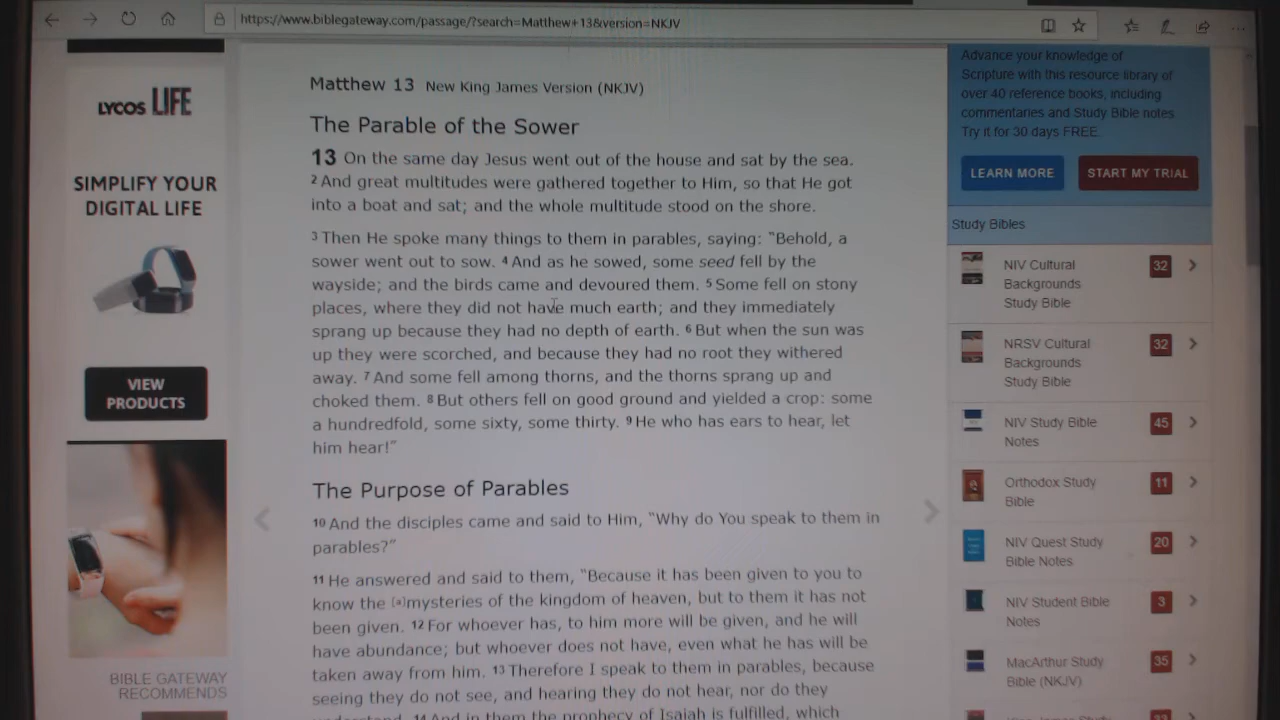 https://www.biblegateway.com/passage/?search=Matthew+13&version=NKJV
LYCOS LIFE
SIMPLIFY YOUR
DIGITAL LIFE
VIEW
PRODUCTS
BIBLE GATEWAY
RECOMMENDS
Matthew 13 New King James Version (NKJV)
The Parable of the Sower
13 On the same day Jesus went out of the house and sat by the sea.
2 And great multitudes were gathered together to Him, so that He got
into a boat and sat; and the whole multitude stood on the shore.
3 Then He spoke many things to them in parables, saying: “Behold, a
sower went out to sow. 4 And as he sowed, some seed fell by the
wayside; and the birds came and devoured them. 5 Some fell on stony
places, where they did not have much earth; and they immediately
sprang up because they had no depth of earth. 6 But when the sun was
up they were scorched, and because they had no root they withered
away. 7 And some fell among thorns, and the thorns sprang up and
choked them. 8 But others fell on good ground and yielded a crop: some
a hundredfold, some sixty, some thirty. 9 He who has ears to hear, let
him hear!”
The Purpose of Parables
10 And the disciples came and said to Him, “Why do You speak to them in
parables?”
11 He answered and said to them, “Because it has been given to you to
know the [a]mysteries of the kingdom of heaven, but to them it has not
been given. 12 For whoever has, to him more will be given, and he will
have abundance; but whoever does not have, even what he has will be
taken away from him. 13 Therefore I speak to them in parables, because
seeing they do not see, and hearing they do not hear, nor do they
understand. 14 And in them the prophecy of Isaiah is fulfilled, which
Advance your knowledge of
Scripture with this resource library of
over 40 reference books, including
commentaries and Study Bible notes
Try it for 30 days FREE.
LEARN MORE START MY TRIAL
Study Bibles
NIV Cultural
Backgrounds
Study Bible
32
NRSV Cultural
Backgrounds
Study Bible
32
NIV Study Bible
Notes
45
Orthodox Study
Bible
11
NIV Quest Study
Bible Notes
20
NIV Student Bible
Notes
3
MacArthur Study
Bible (NKJV)
35